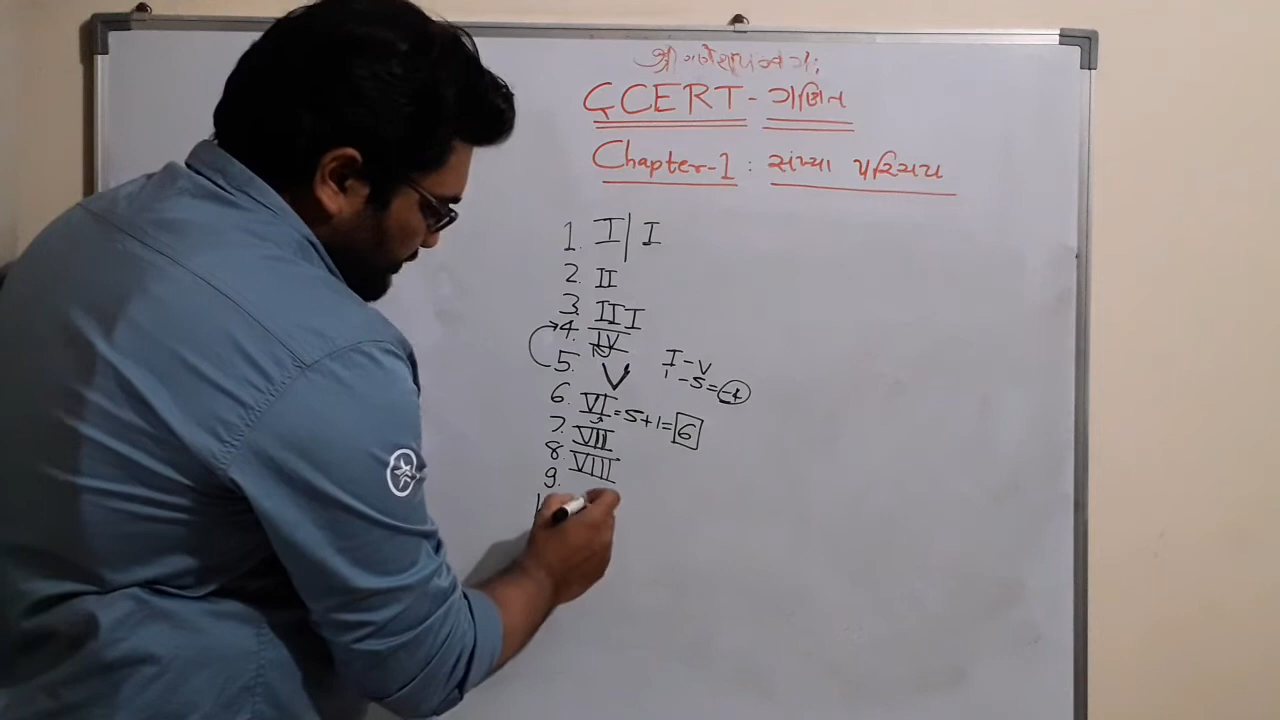 શ્રી ગણેશાય નમઃ
GCERT - ગણિત
Chapter-1 : સંખ્યા પરિચય
1. I | I
2. II
3. III
4. IV
5. V
I - V
1 - 5 = -4
6. VI = 5+1 = 6
7. VII
8. VIII
9.